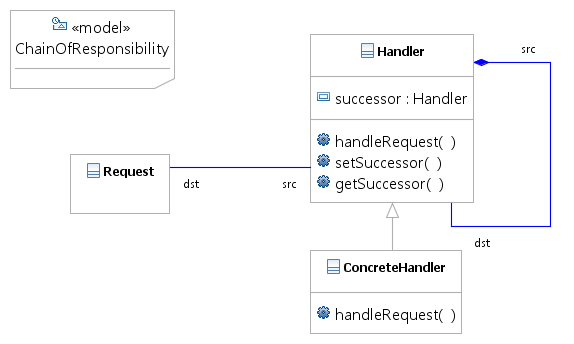 «model»
ChainOfResponsibility
Handler
src
successor : Handler
handleRequest( )
setSuccessor( )
getSuccessor( )
Request
dst
src
dst
ConcreteHandler
handleRequest( )